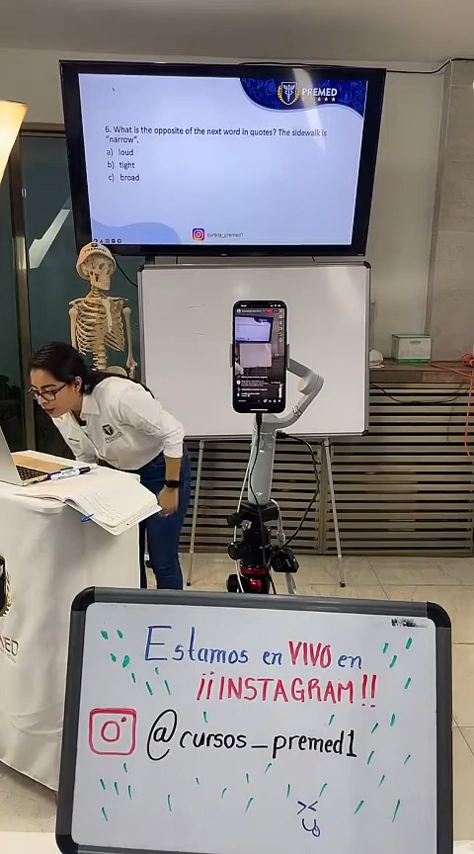 PREMED
6. What is the opposite of the next word in quotes? The sidewalk is
"narrow".
a) loud
b) tight
c) broad
cursos_premed1
PREMED
Estamos en VIVO en
¡¡INSTAGRAM!!
@cursos_premed1